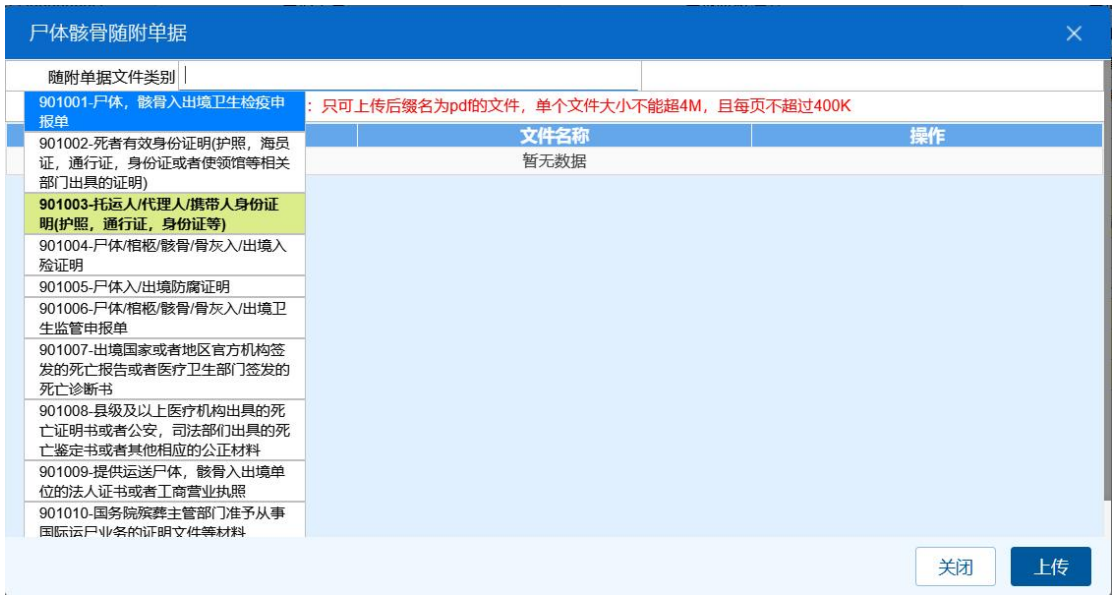 尸体骸骨随附单据
随附单据文件类别
901001-尸体，骸骨入出境卫生检疫申
报单
：只可上传后缀名为pdf的文件，单个文件大小不能超4M，且每页不超过400K
文件名称
操作
暂无数据
901002-死者有效身份证明(护照，海员
证，通行证，身份证或者使领馆等相关
部门出具的证明)
901003-托运人/代理人/携带人身份证
明(护照，通行证，身份证等)
901004-尸体/棺柩/骸骨/骨灰入/出境入
殓证明
901005-尸体入/出境防腐证明
901006-尸体/棺柩/骸骨/骨灰入/出境卫
生监管申报单
901007-出境国家或者地区官方机构签
发的死亡报告或者医疗卫生部门签发的
死亡诊断书
901008-县级及以上医疗机构出具的死
亡证明书或者公安，司法部们出具的死
亡鉴定书或者其他相应的公正材料
901009-提供运送尸体，骸骨入出境单
位的法人证书或者工商营业执照
901010-国务院殡葬主管部门准予从事
国际运尸业务的证明文件等材料
关闭
上传